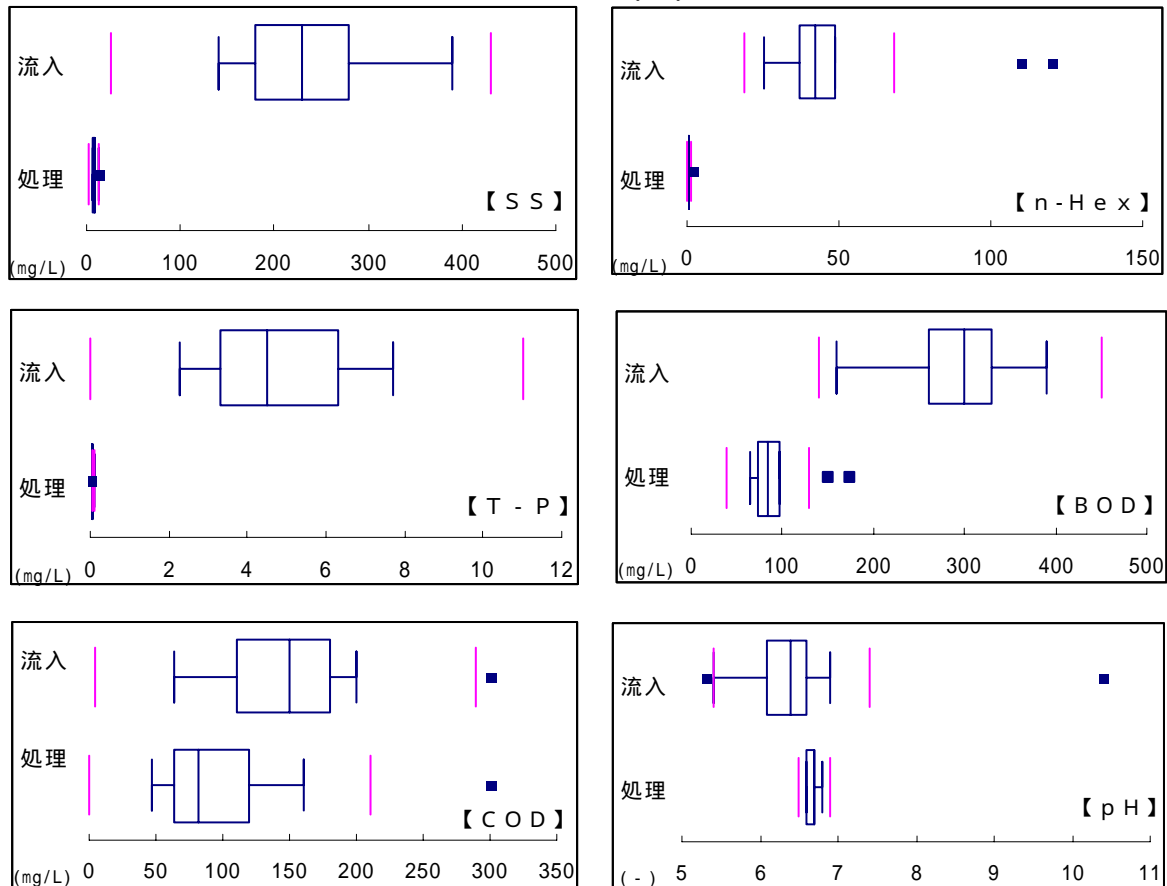 流入
処理
【SS】
(mg/L) 0 100 200 300 400 500
流入
処理
【n-Hex】
(mg/L) 0 50 100 150
流入
処理
【T-P】
(mg/L) 0 2 4 6 8 10 12
流入
処理
【BOD】
(mg/L) 0 100 200 300 400 500
流入
処理
【COD】
(mg/L) 0 50 100 150 200 250 300 350
流入
処理
【pH】
(-) 5 6 7 8 9 10 11